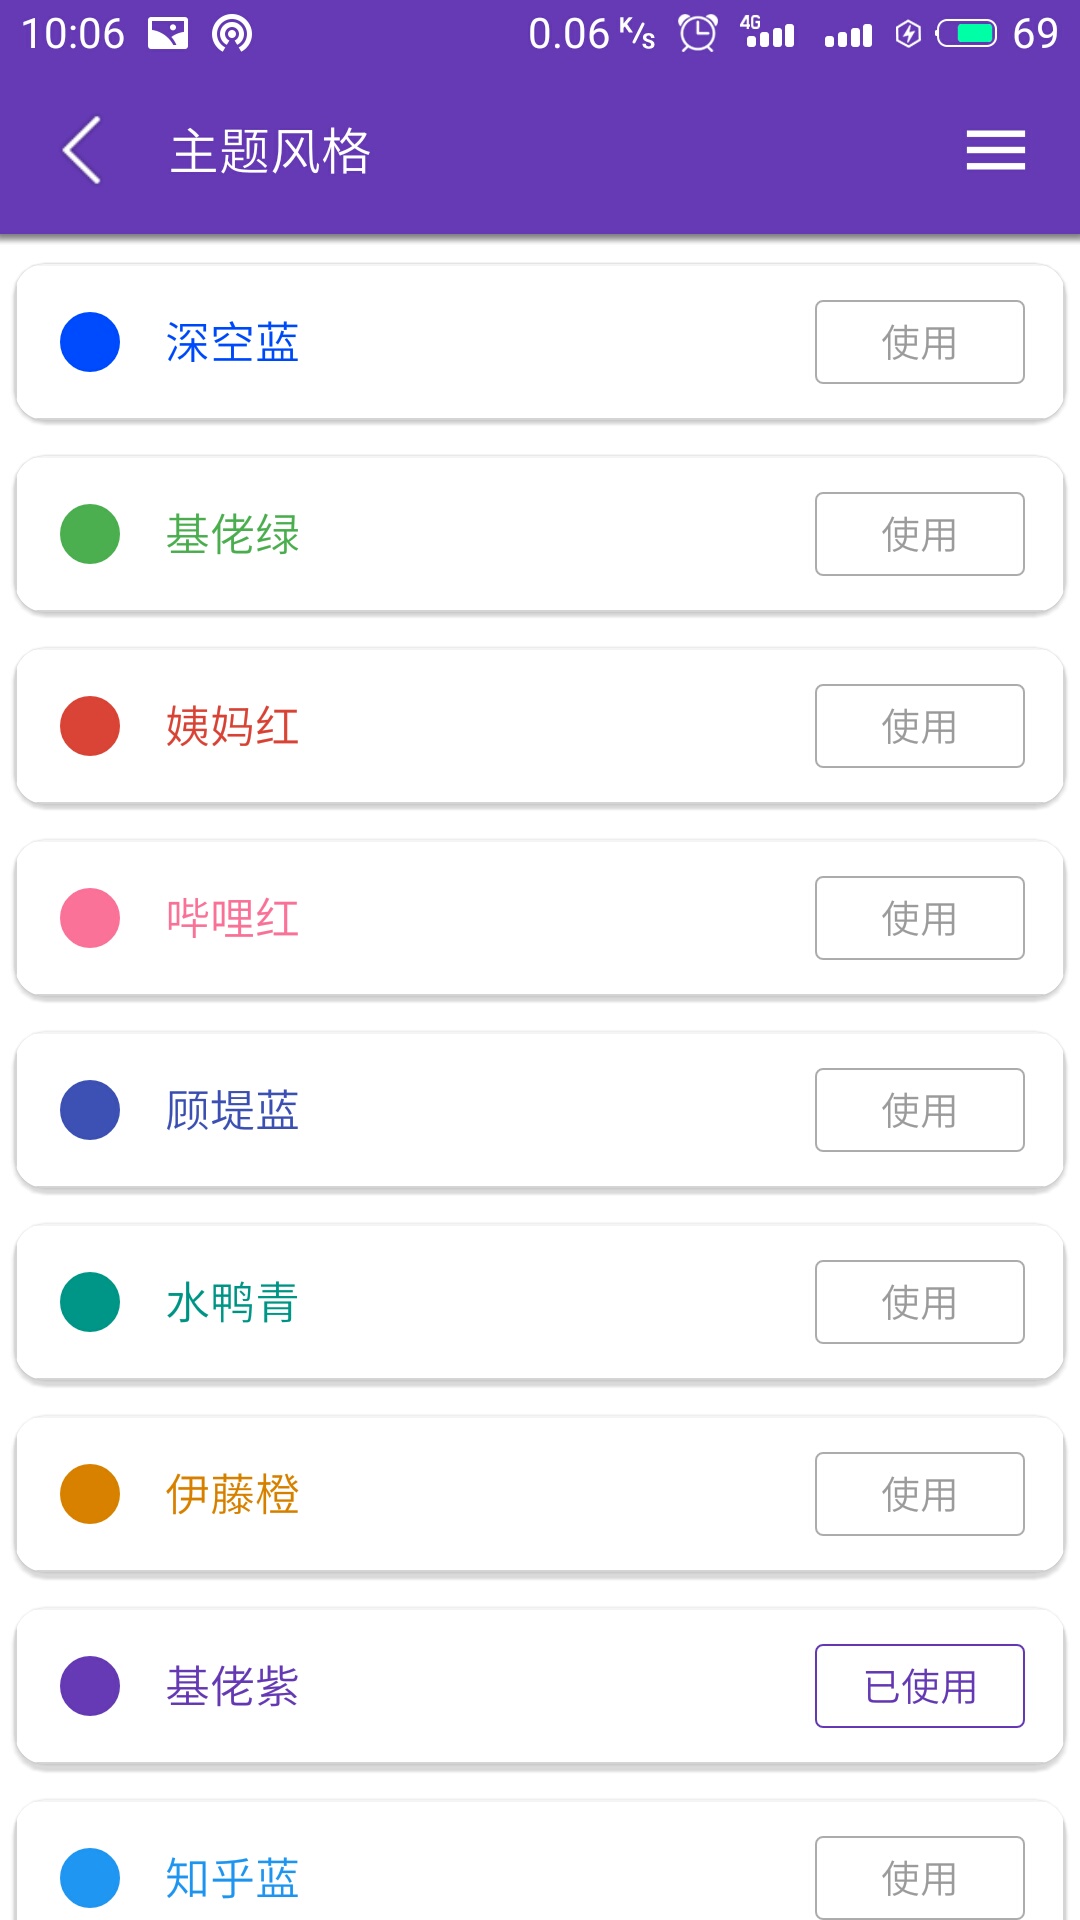 10:06 0.06 K/s 4G 69
主题风格
深空蓝 使用
基佬绿 使用
姨妈红 使用
哔哩红 使用
顾堤蓝 使用
水鸭青 使用
伊藤橙 使用
基佬紫 已使用
知乎蓝 使用